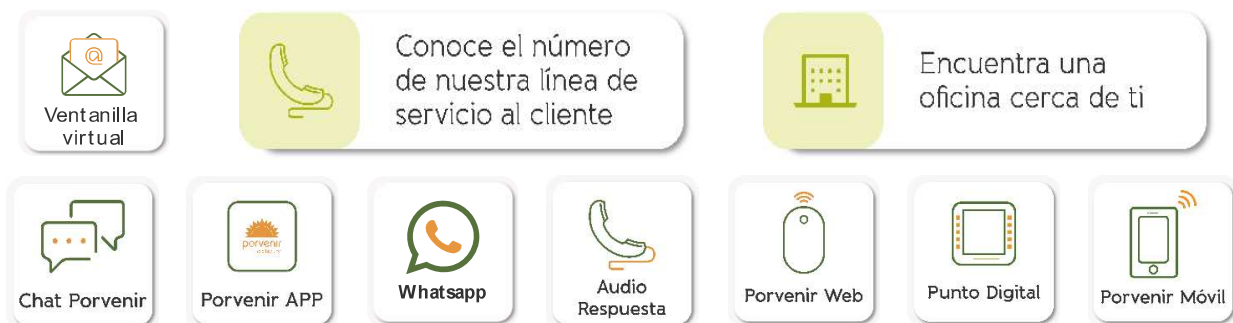 @
Ventanilla
virtual
Conoce el número
de nuestra línea de
servicio al cliente
Encuentra una
oficina cerca de ti
Chat Porvenir
porvenir
Porvenir APP
Whatsapp
Audio
Respuesta
Porvenir Web
Punto Digital
Porvenir Móvil